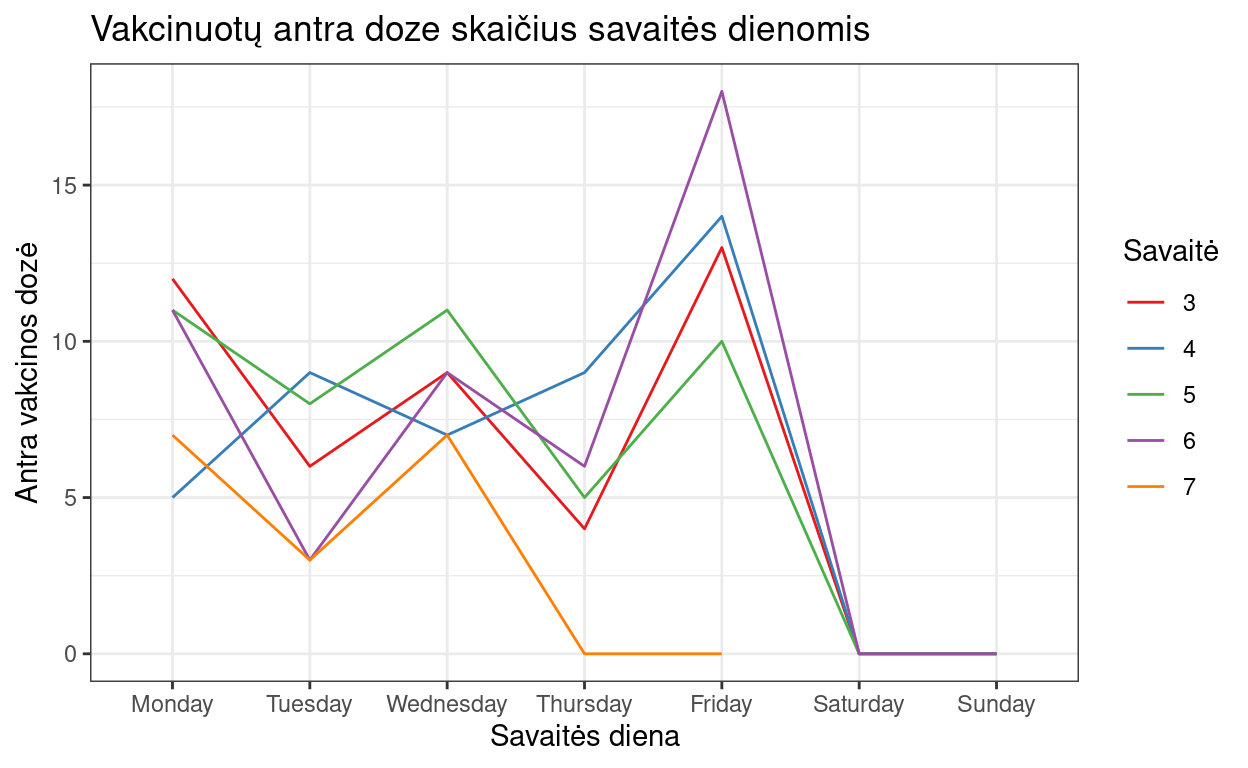 Vakcinuotų antra doze skaičius savaitės dienomis
Antra vakcinos dozė
15
10
5
0
Monday Tuesday Wednesday Thursday Friday Saturday Sunday
Savaitės diena
Savaitė
3
4
5
6
7